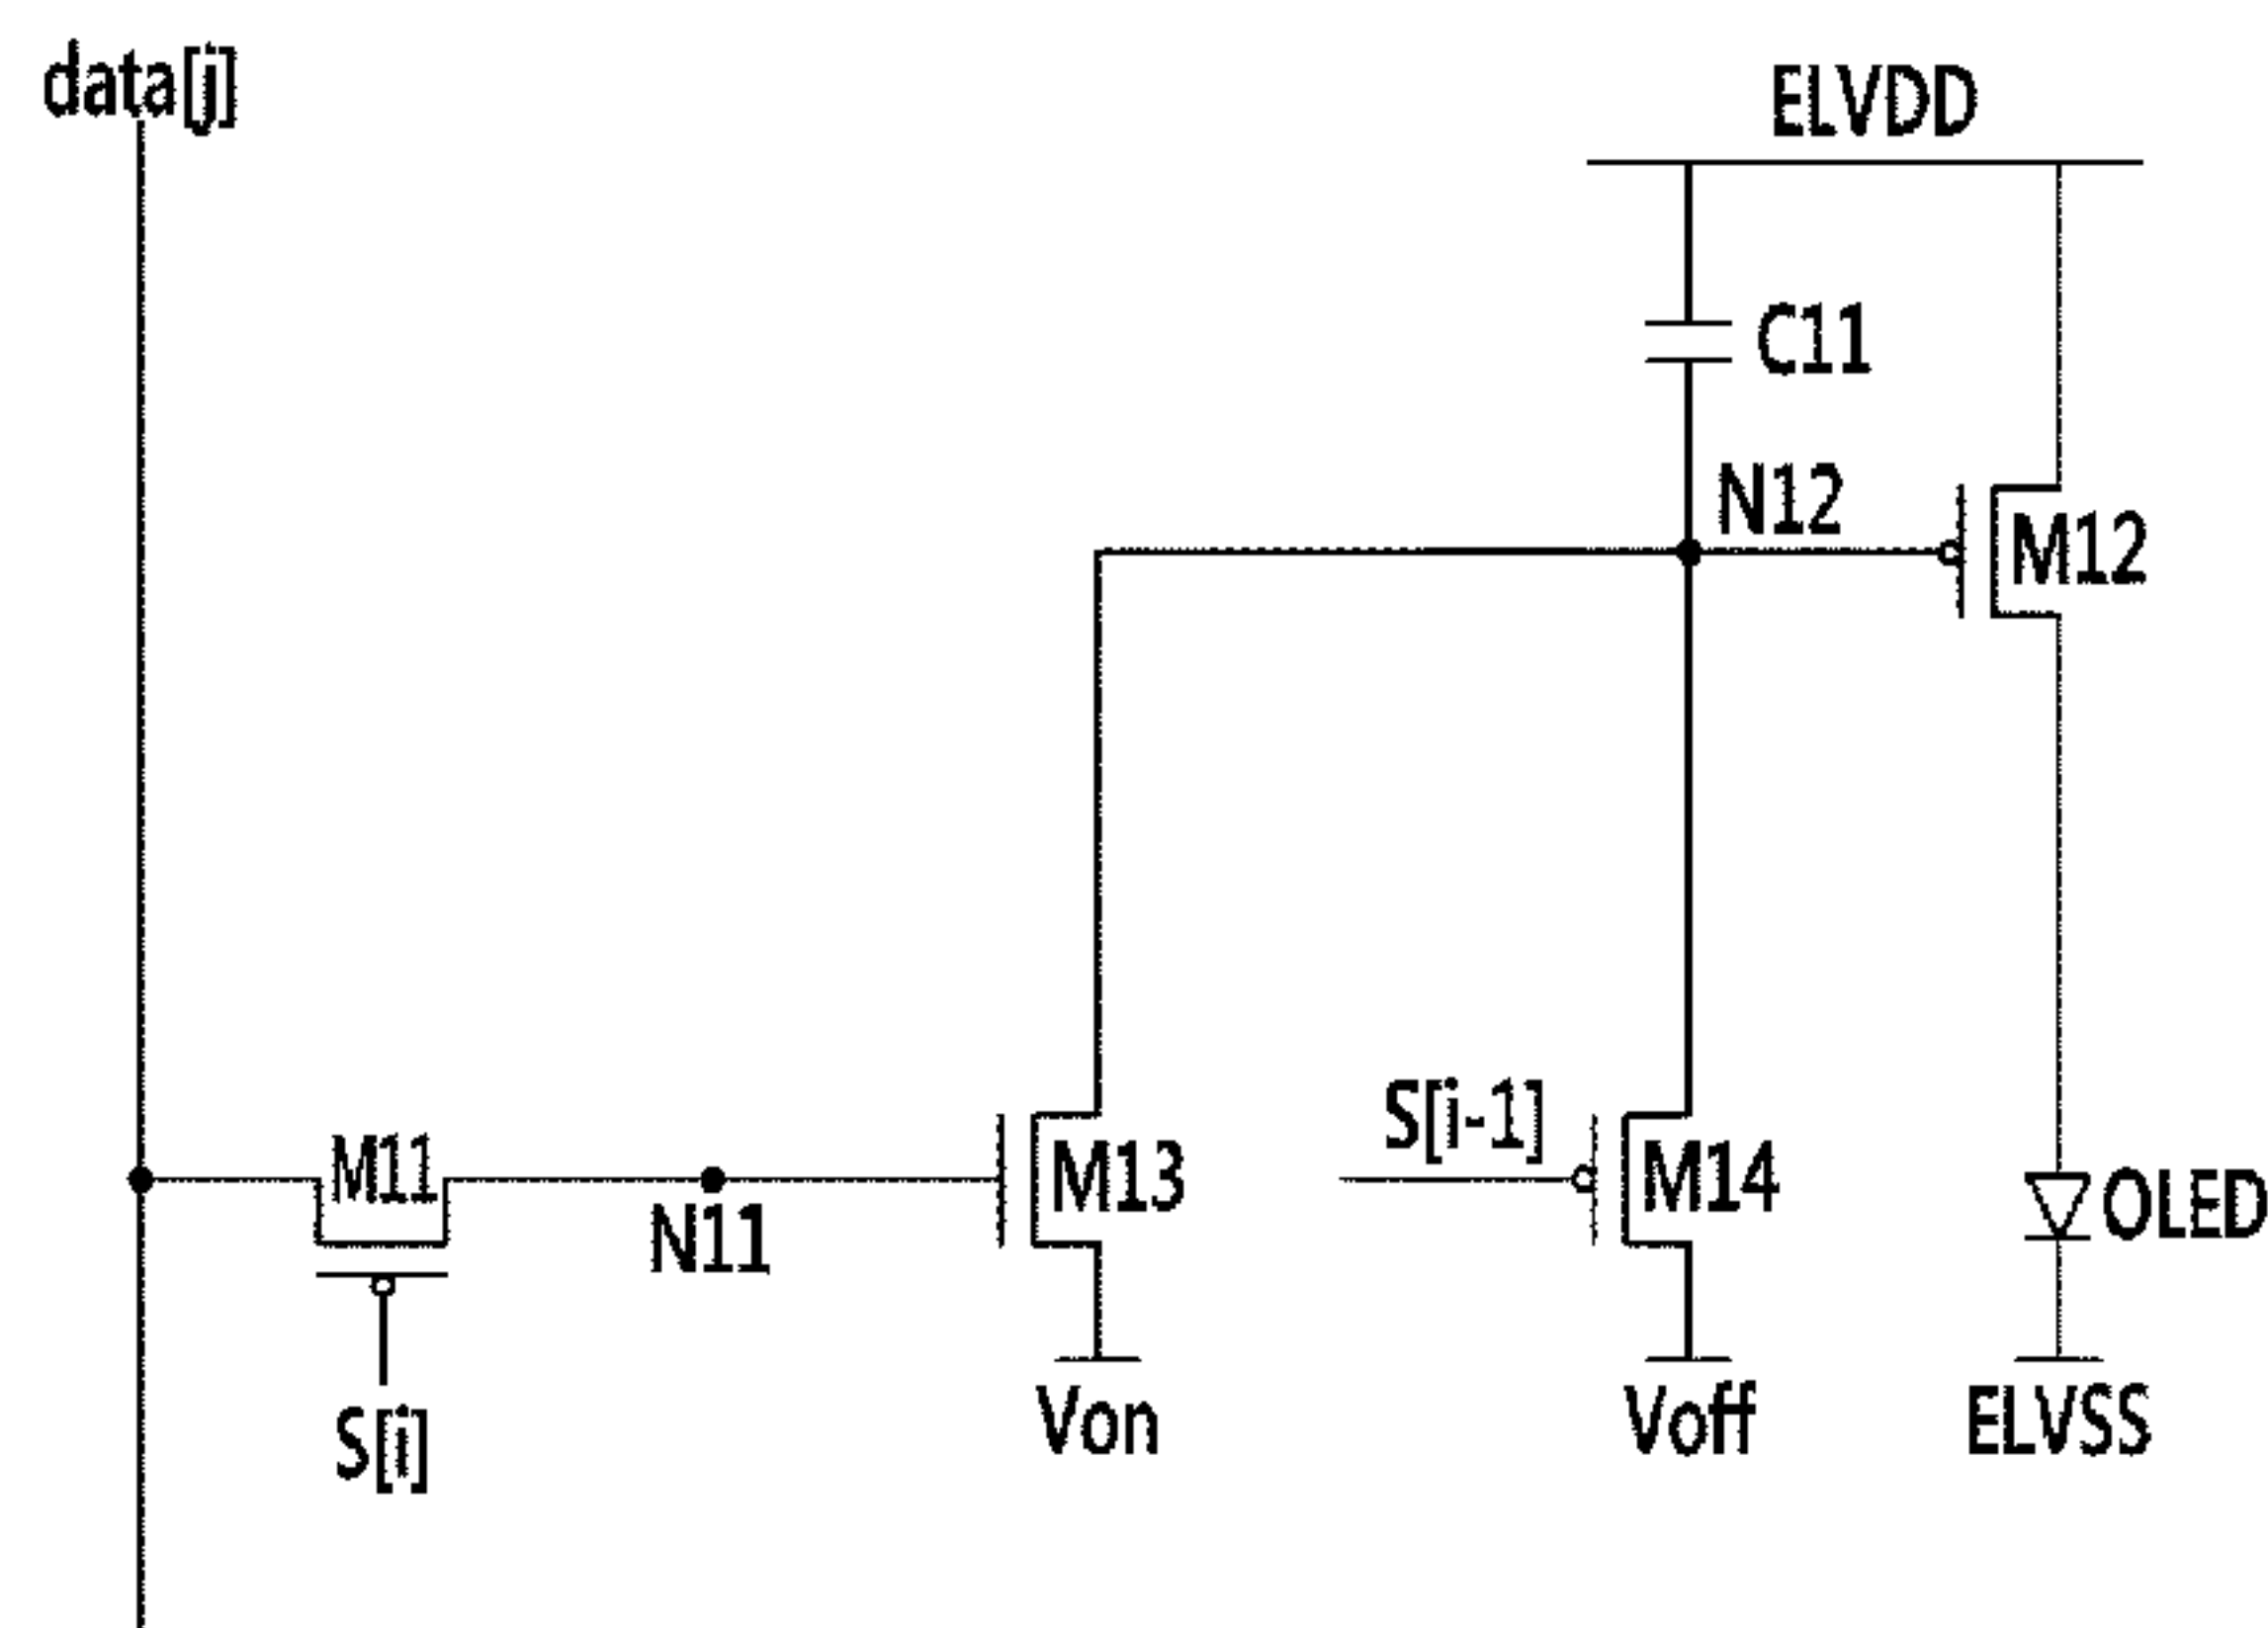 data[j]
ELVDD
C11
N12
M12
S[i-1]
M11
M13
M14
OLED
N11
Von
Voff
ELVSS
S[i]